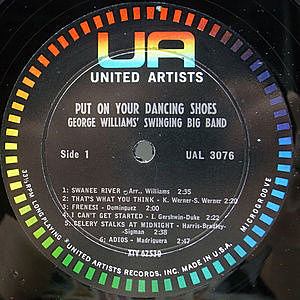 UA
UNITED ARTISTS
PUT ON YOUR DANCING SHOES
GEORGE WILLIAMS' SWINGING BIG BAND
Side 1
UAL 3076
1. SWANEE RIVER - Arr., Williams 2:35
2. THAT'S WHAT YOU THINK - K. Werner-S. Werner 2:20
3. FRENESI - Dominguez 2:20
4. I CAN'T GET STARTED - I. Gershwin-Duke 2:22
5. CELERY STALKS AT MIDNIGHT - Harris-Bradley-
Sigman 2:38
6. ADIOS - Madriguera 2:47
XTV 62530
33⅓ RPM LONG PLAYING ® UNITED ARTISTS RECORDS, INC. MADE IN U.S.A. MICROGROOVE